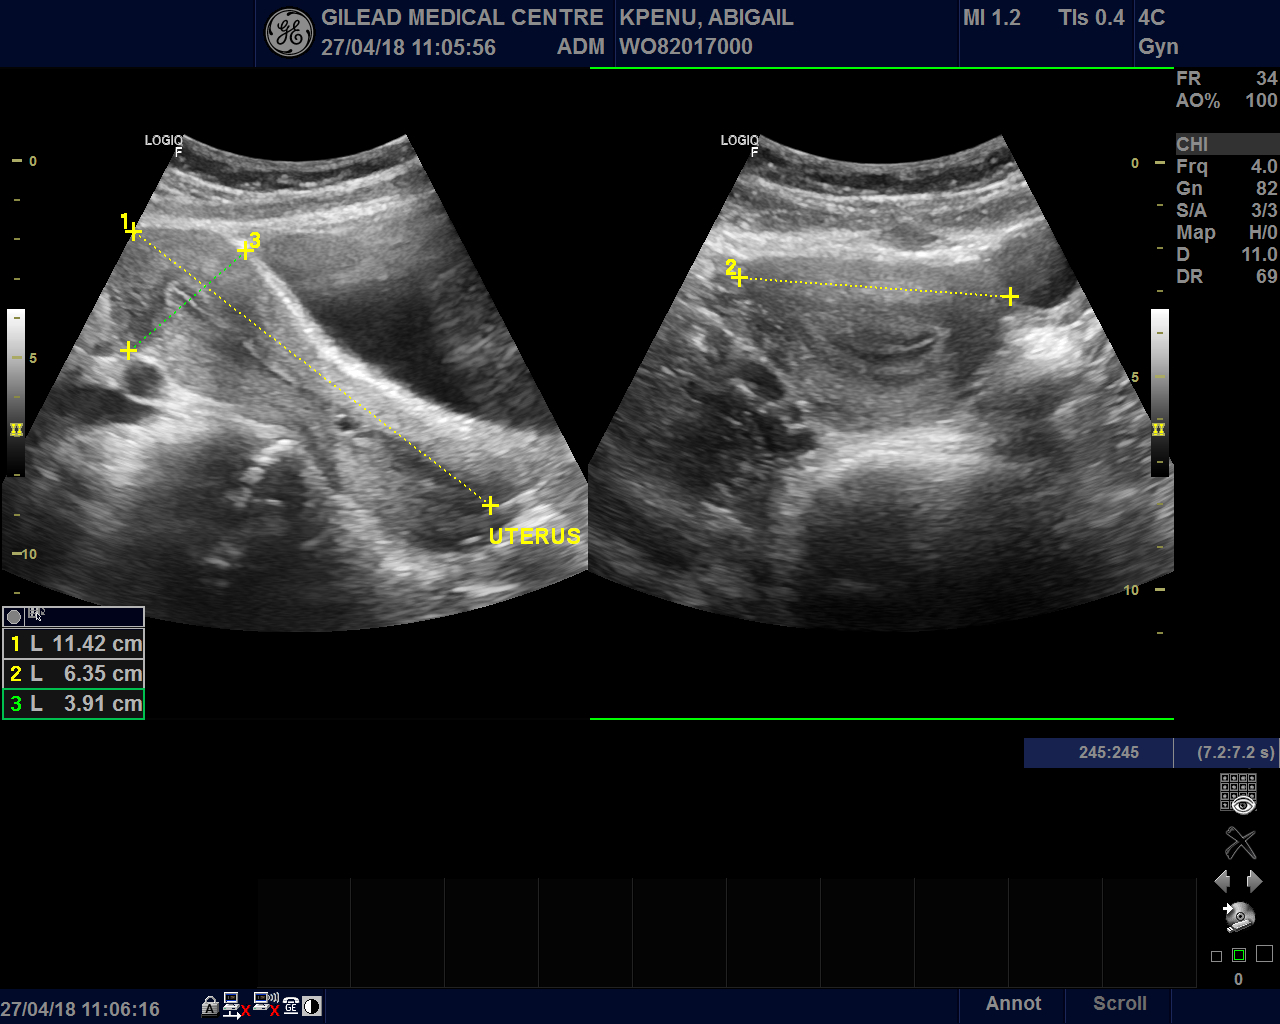 GILEAD MEDICAL CENTRE
27/04/18 11:05:56 ADM
KPENU, ABIGAIL
WO82017000
MI 1.2 TIs 0.4
4C
Gyn
FR 34
AO% 100
CHI
Frq 4.0
Gn 82
S/A 3/3
Map H/0
D 11.0
DR 69
LOGIQ
F
0
5
10
1
3
UTERUS
LOGIQ
F
0
5
10
2
1 L 11.42 cm
2 L 6.35 cm
3 L 3.91 cm
245:245 (7.2:7.2 s)
0
27/04/18 11:06:16
A
X
X
GE
Annot
Scroll